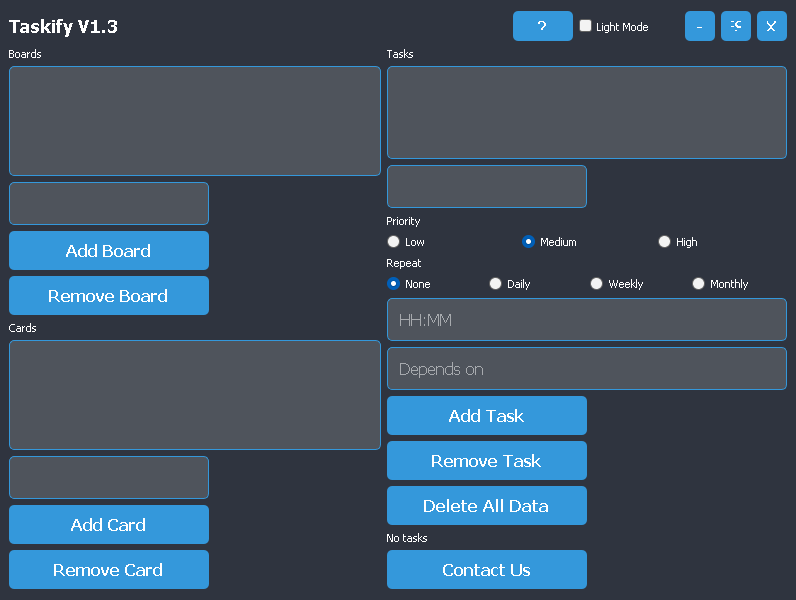 Taskify V1.3
?
Light Mode
-
X
Boards
Add Board
Remove Board
Cards
Add Card
Remove Card
Tasks
Priority
Low
Medium
High
Repeat
None
Daily
Weekly
Monthly
HH:MM
Depends on
Add Task
Remove Task
Delete All Data
No tasks
Contact Us